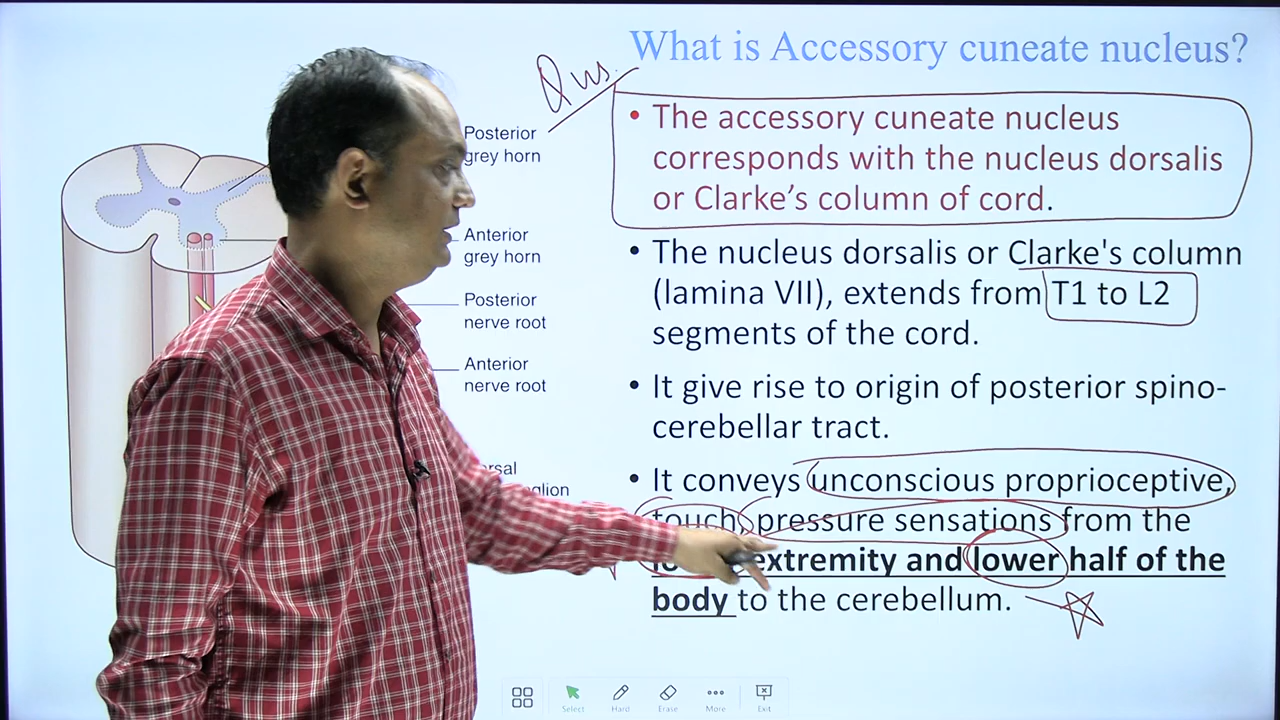 What is Accessory cuneate nucleus?
Qus.
• The accessory cuneate nucleus
corresponds with the nucleus dorsalis
or Clarke’s column of cord.
• The nucleus dorsalis or Clarke's column
(lamina VII), extends from T1 to L2
segments of the cord.
• It give rise to origin of posterior spino-
cerebellar tract.
• It conveys unconscious proprioceptive,
touch, pressure sensations from the
extremity and lower half of the
body to the cerebellum.
Posterior
grey horn
Anterior
grey horn
Posterior
nerve root
Anterior
nerve root
Select
Hard
Erase
More
Exit